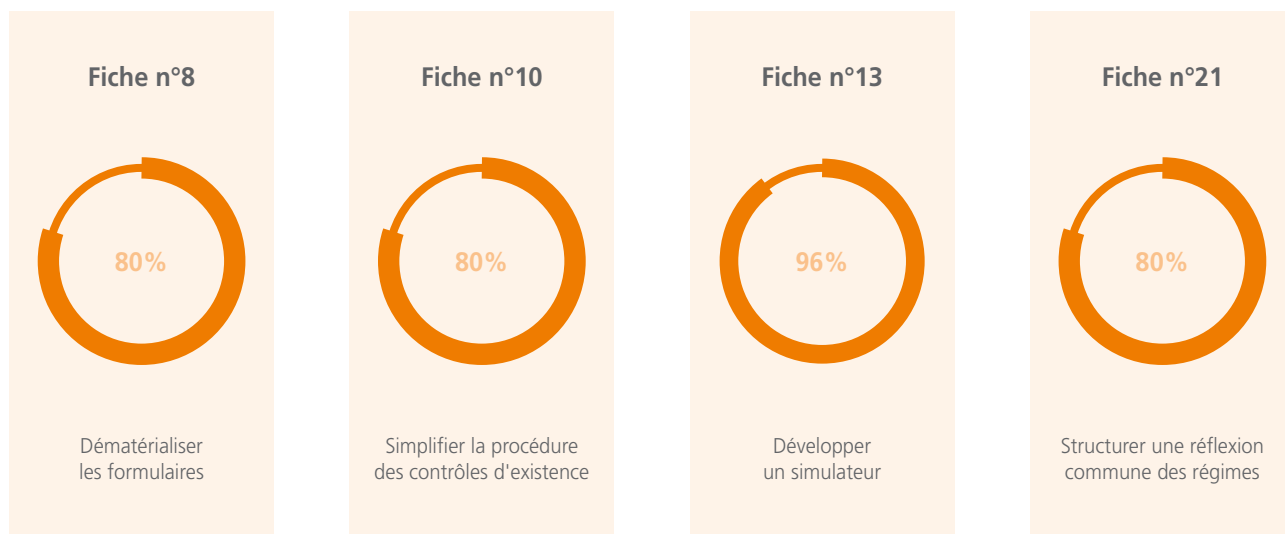 Fiche n°8
80%
Dématérialiser
les formulaires
Fiche n°10
80%
Simplifier la procédure
des contrôles d'existence
Fiche n°13
96%
Développer
un simulateur
Fiche n°21
80%
Structurer une réflexion
commune des régimes